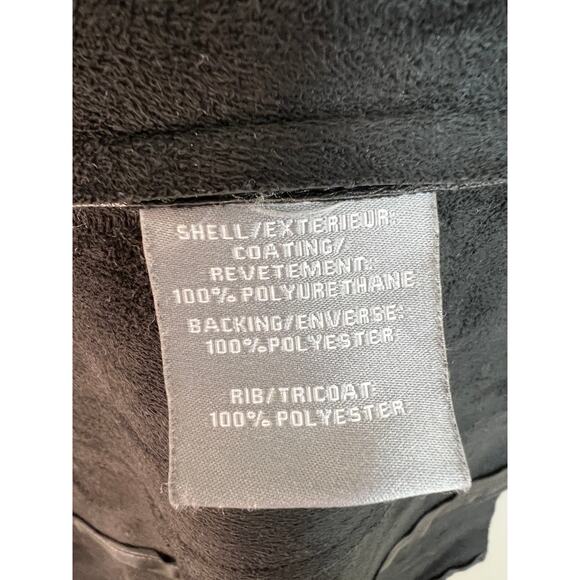 SHELL/EXTERIEUR:
COATING/
REVETEMENT:
100% POLYURETHANE
BACKING/ENVERSE:
100%POLYESTER
RIB/TRICOAT:
100% POLYESTER